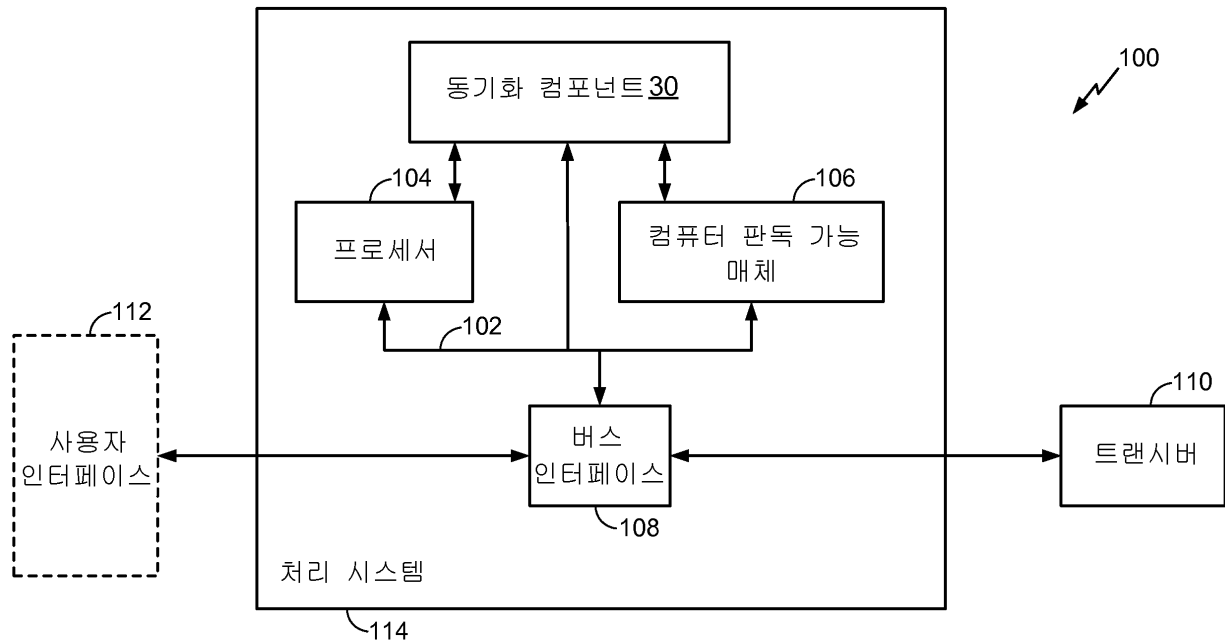 동기화 컴포넌트 30
100
104
106
프로세서
컴퓨터 판독 가능
매체
112
102
110
사용자
인터페이스
버스
인터페이스
트랜시버
108
처리 시스템
114